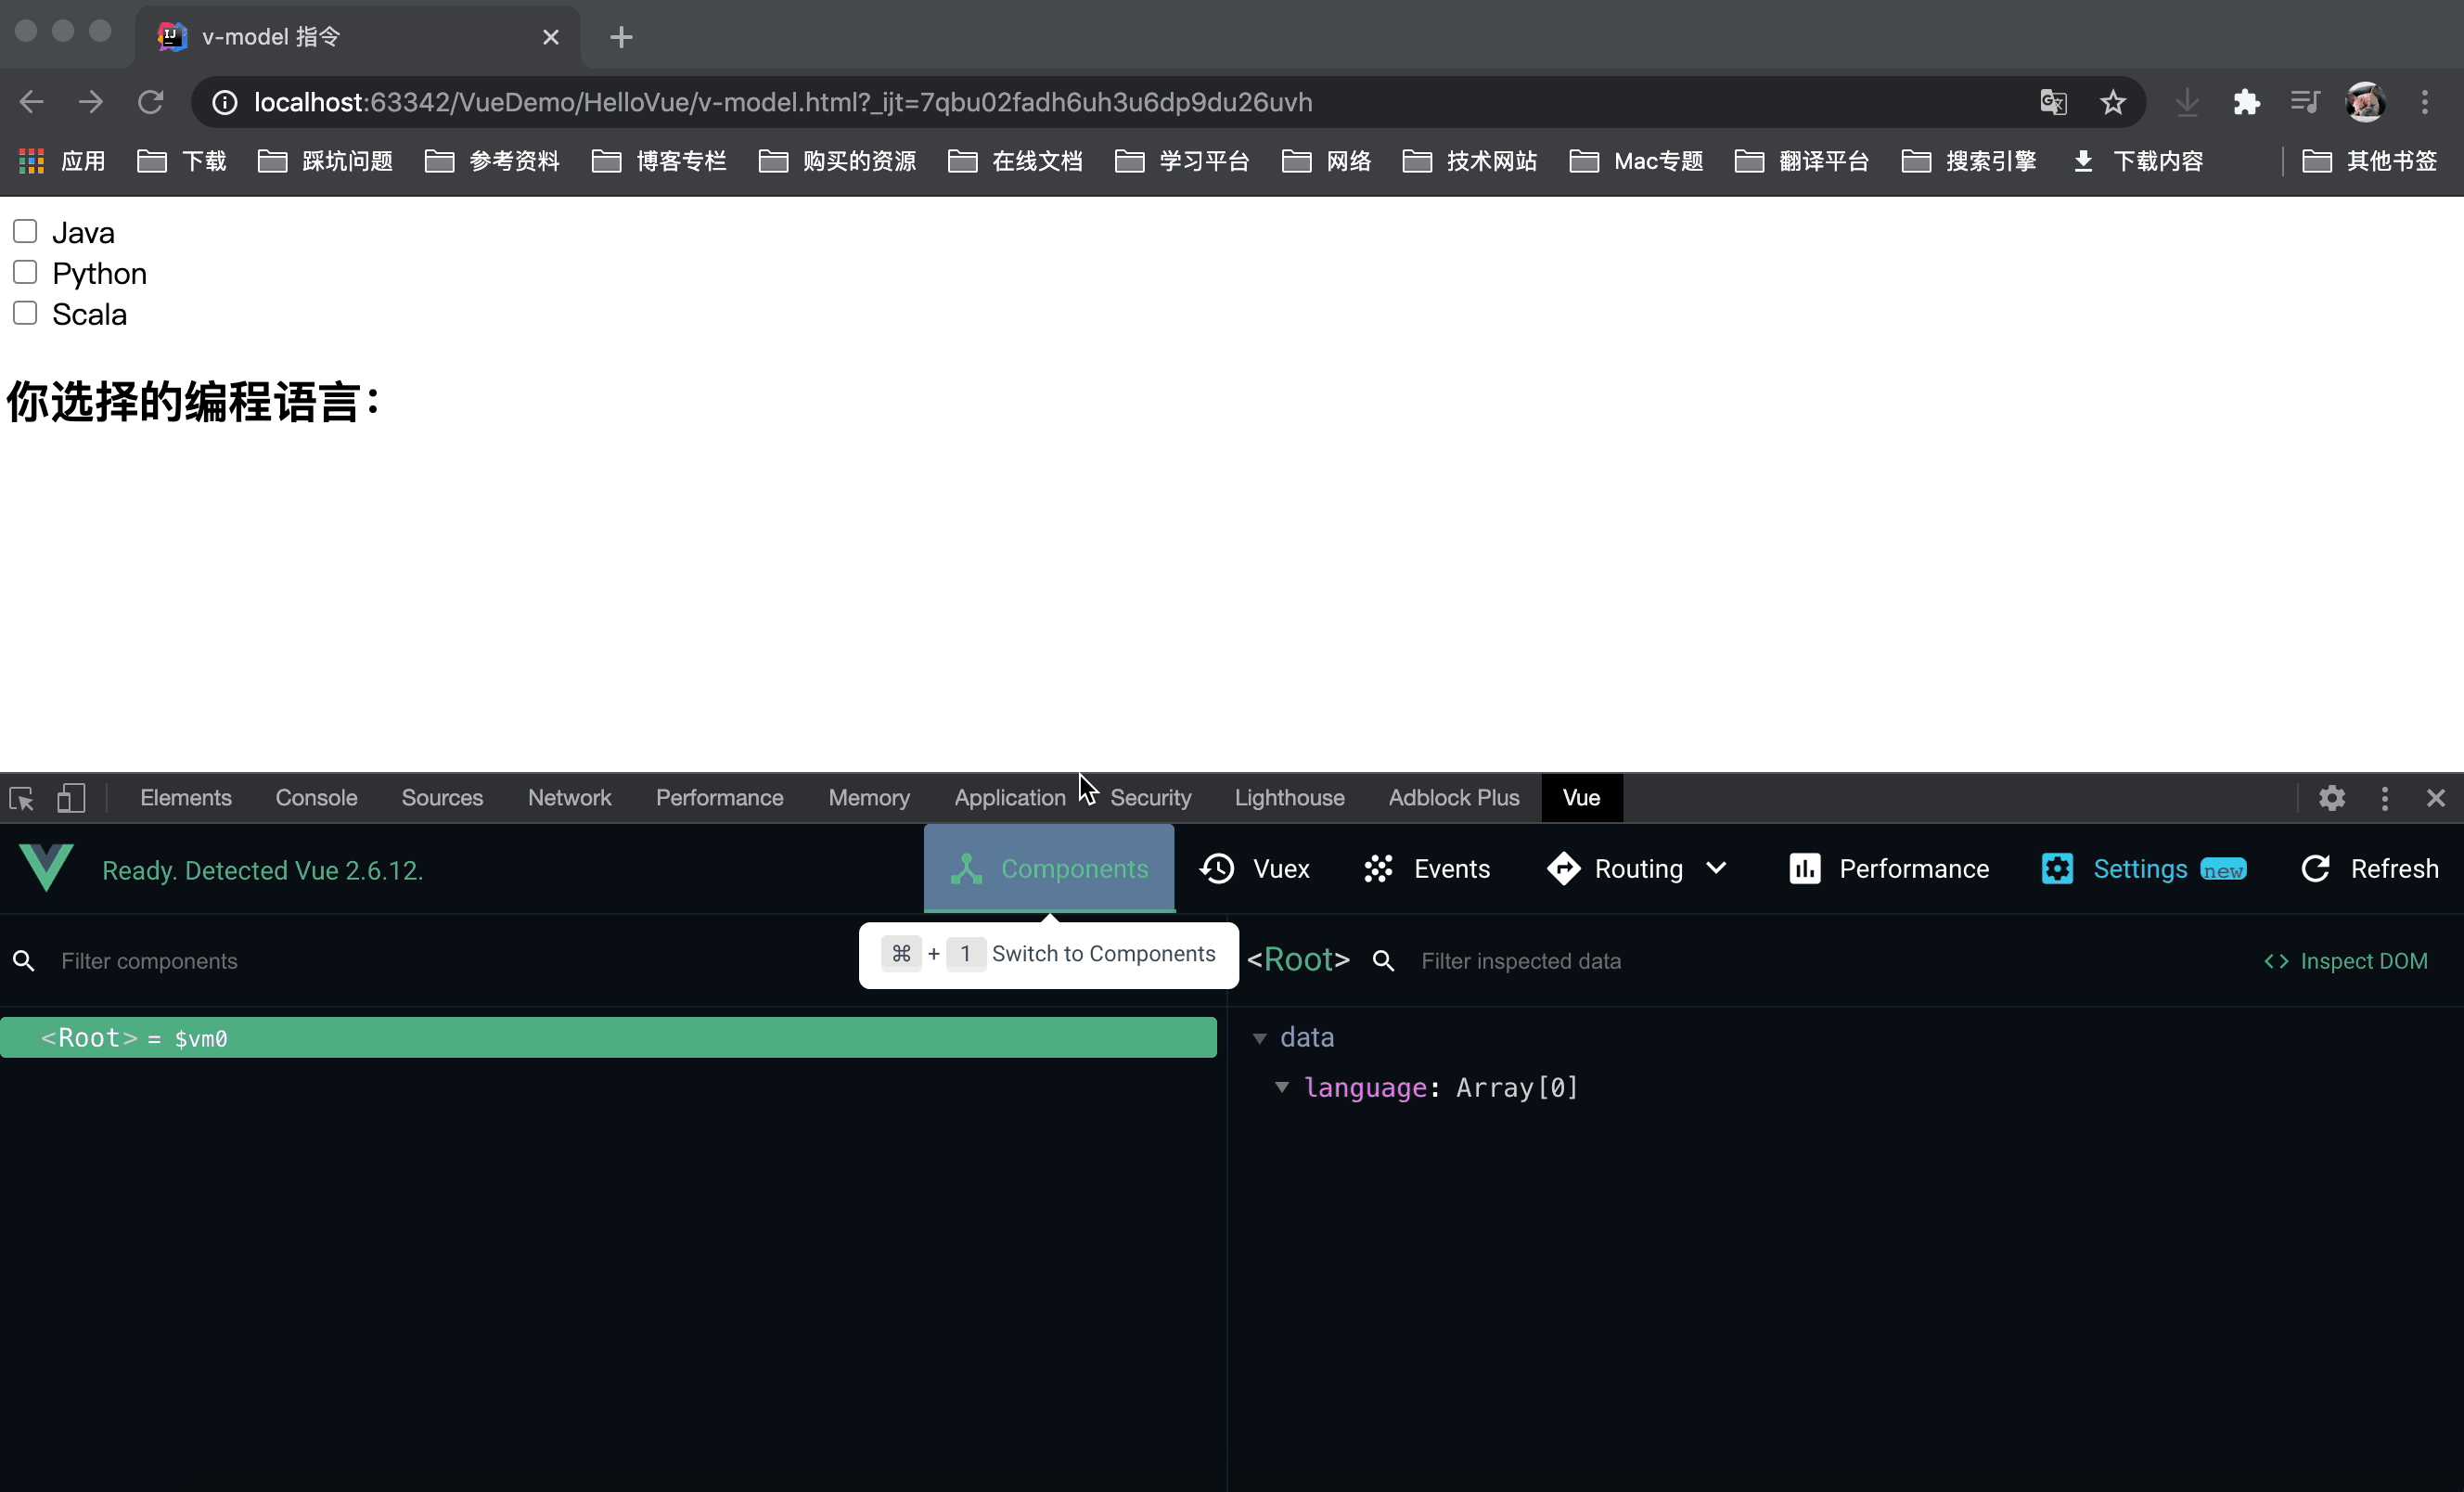 v-model 指令
localhost:63342/VueDemo/HelloVue/v-model.html?_ijt=7qbu02fadh6uh3u6dp9du26uvh
应用 下载 踩坑问题 参考资料 博客专栏 购买的资源 在线文档 学习平台 网络 技术网站 Mac专题 翻译平台 搜索引擎 下载内容 其他书签
Java
Python
Scala
你选择的编程语言：
Elements Console Sources Network Performance Memory Application Security Lighthouse Adblock Plus Vue
Ready. Detected Vue 2.6.12. Components Vuex Events Routing Performance Settings new Refresh
Filter components ⌘ + 1 Switch to Components <Root> Filter inspected data <> Inspect DOM
<Root> = $vm0
data
language: Array[0]